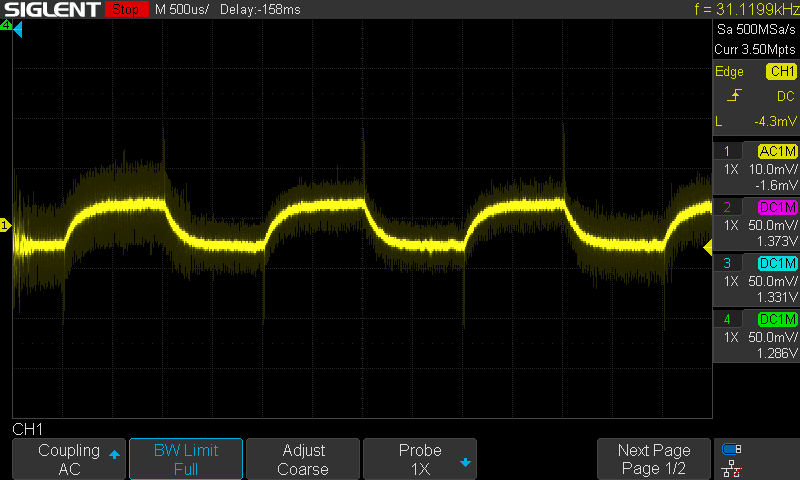 SIGLENT Stop M 500us/ Delay:-158ms f = 31.1199kHz
Sa 500MSa/s
Curr 3.50Mpts
Edge CH1
DC
L -4.3mV
1 AC1M
1X 10.0mV/
-1.6mV
2 DC1M
1X 50.0mV/
1.373V
3 DC1M
1X 50.0mV/
1.331V
4 DC1M
1X 50.0mV/
1.286V
4
1
CH1
Coupling
AC
BW Limit
Full
Adjust
Coarse
Probe
1X
Next Page
Page 1/2